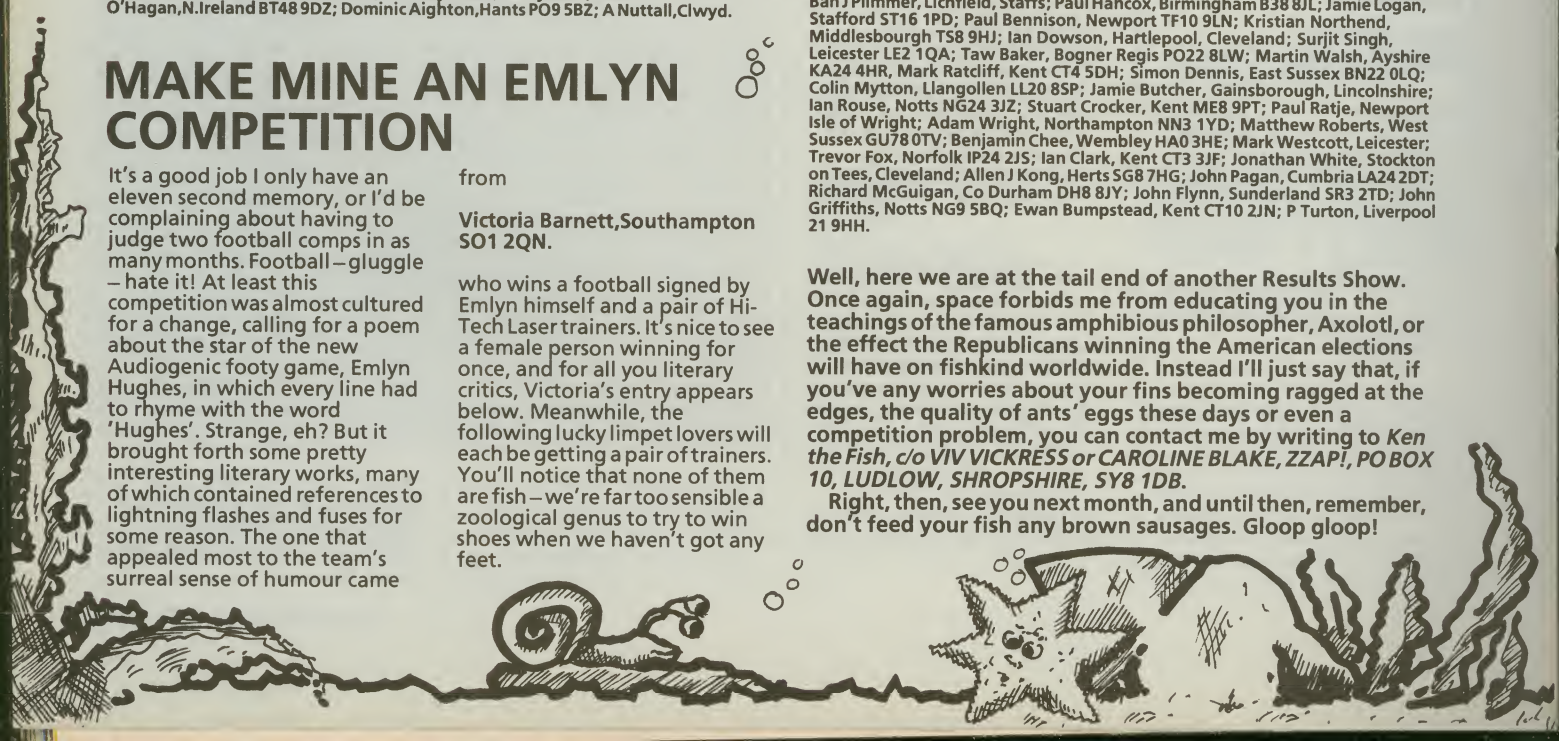 O'Hagan,N.Ireland BT48 9DZ; Dominic Aighton,Hants PO9 5BZ; A Nuttall,Clwyd.
MAKE MINE AN EMLYN
COMPETITION
It's a good job I only have an
eleven second memory, or I'd be
complaining about having to
judge two football comps in as
many months. Football – gluggle
– hate it! At least this
competition was almost cultured
for a change, calling for a poem
about the star of the new
Audiogenic footy game, Emlyn
Hughes, in which every line had
to rhyme with the word
'Hughes'. Strange, eh? But it
brought forth some pretty
interesting literary works, many
of which contained references to
lightning flashes and fuses for
some reason. The one that
appealed most to the team's
surreal sense of humour came
from
Victoria Barnett,Southampton
SO1 2QN.
who wins a football signed by
Emlyn himself and a pair of Hi-
Tech Laser trainers. It's nice to see
a female person winning for
once, and for all you literary
critics, Victoria's entry appears
below. Meanwhile, the
following lucky limpet lovers will
each be getting a pair of trainers.
You'll notice that none of them
are fish – we're far too sensible a
zoological genus to try to win
shoes when we haven't got any
feet.
Ban J Plimmer, Lichfield, Staffs; Paul Hancox, Birmingham B38 8JL; Jamie Logan,
Stafford ST16 1PD; Paul Bennison, Newport TF10 9LN; Kristian Northend,
Middlesbourgh TS8 9HJ; Ian Dowson, Hartlepool, Cleveland; Surjit Singh,
Leicester LE2 1QA; Taw Baker, Bogner Regis PO22 8LW; Martin Walsh, Ayshire
KA24 4HR, Mark Ratcliff, Kent CT4 5DH; Simon Dennis, East Sussex BN22 0LQ;
Colin Mytton, Llangollen LL20 8SP; Jamie Butcher, Gainsborough, Lincolnshire;
Ian Rouse, Notts NG24 3JZ; Stuart Crocker, Kent ME8 9PT; Paul Ratje, Newport
Isle of Wright; Adam Wright, Northampton NN3 1YD; Matthew Roberts, West
Sussex GU78 0TV; Benjamin Chee, Wembley HA0 3HE; Mark Westcott, Leicester;
Trevor Fox, Norfolk IP24 2JS; Ian Clark, Kent CT3 3JF; Jonathan White, Stockton
on Tees, Cleveland; Allen J Kong, Herts SG8 7HG; John Pagan, Cumbria LA24 2DT;
Richard McGuigan, Co Durham DH8 8JY; John Flynn, Sunderland SR3 2TD; John
Griffiths, Notts NG9 5BQ; Ewan Bumpstead, Kent CT10 2JN; P Turton, Liverpool
21 9HH.
Well, here we are at the tail end of another Results Show.
Once again, space forbids me from educating you in the
teachings of the famous amphibious philosopher, Axolotl, or
the effect the Republicans winning the American elections
will have on fishkind worldwide. Instead I'll just say that, if
you've any worries about your fins becoming ragged at the
edges, the quality of ants' eggs these days or even a
competition problem, you can contact me by writing to Ken
the Fish, c/o VIV VICKRESS or CAROLINE BLAKE, ZZAP!, PO BOX
10, LUDLOW, SHROPSHIRE, SY8 1DB.
Right, then, see you next month, and until then, remember,
don't feed your fish any brown sausages. Gloop gloop!